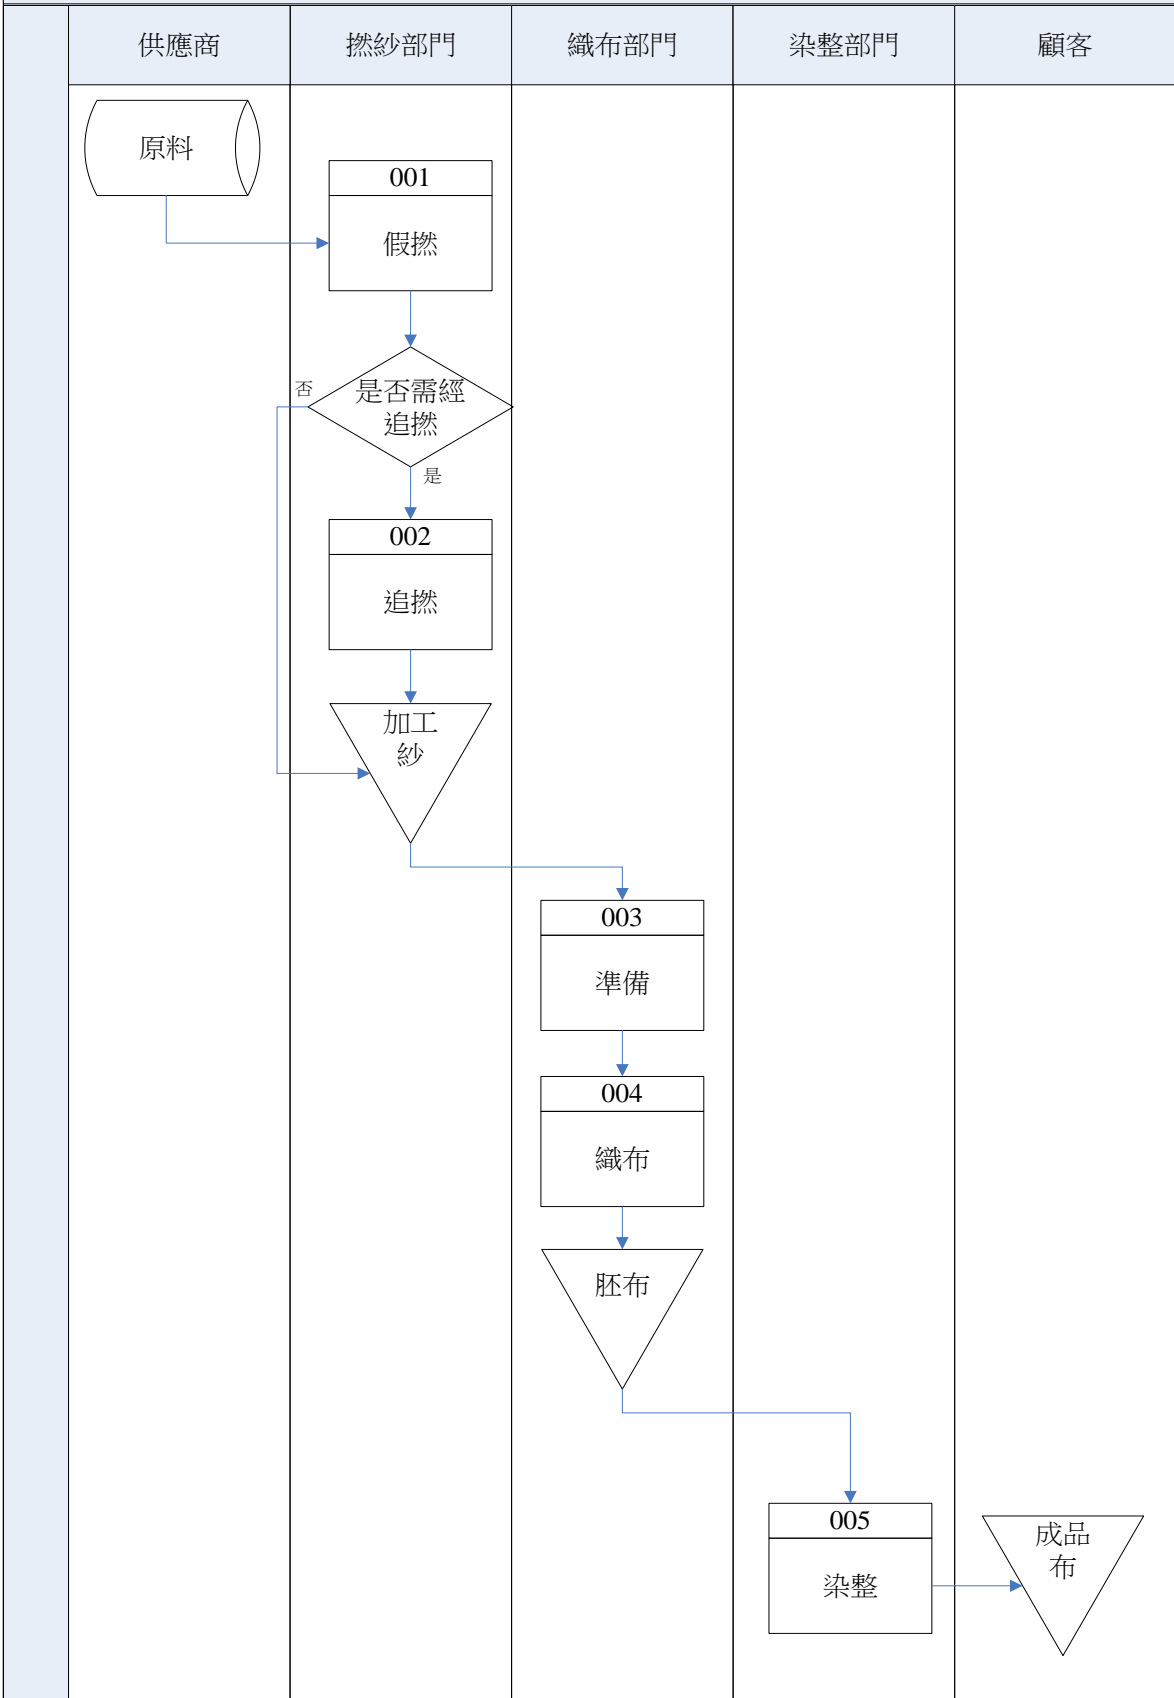 供應商
撚紗部門
織布部門
染整部門
顧客
原料
001
假撚
否
是否需經
追撚
是
002
追撚
加工
紗
003
準備
004
織布
胚布
005
染整
成品
布